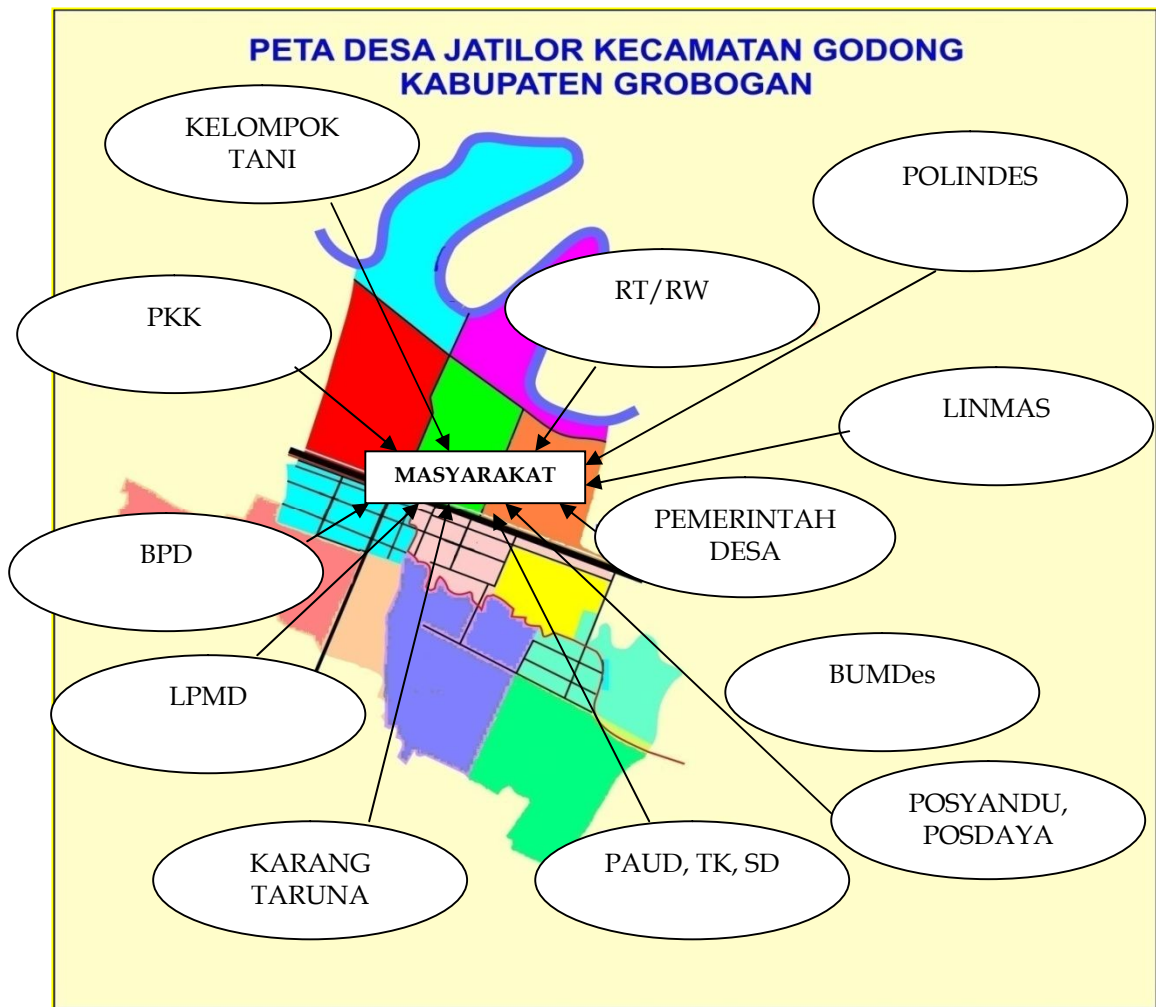 PETA DESA JATILOR KECAMATAN GODONG
KABUPATEN GROBOGAN
KELOMPOK
TANI
POLINDES
RT/RW
PKK
LINMAS
MASYARAKAT
PEMERINTAH
DESA
BPD
BUMDes
LPMD
POSYANDU,
POSDAYA
KARANG
TARUNA
PAUD, TK, SD